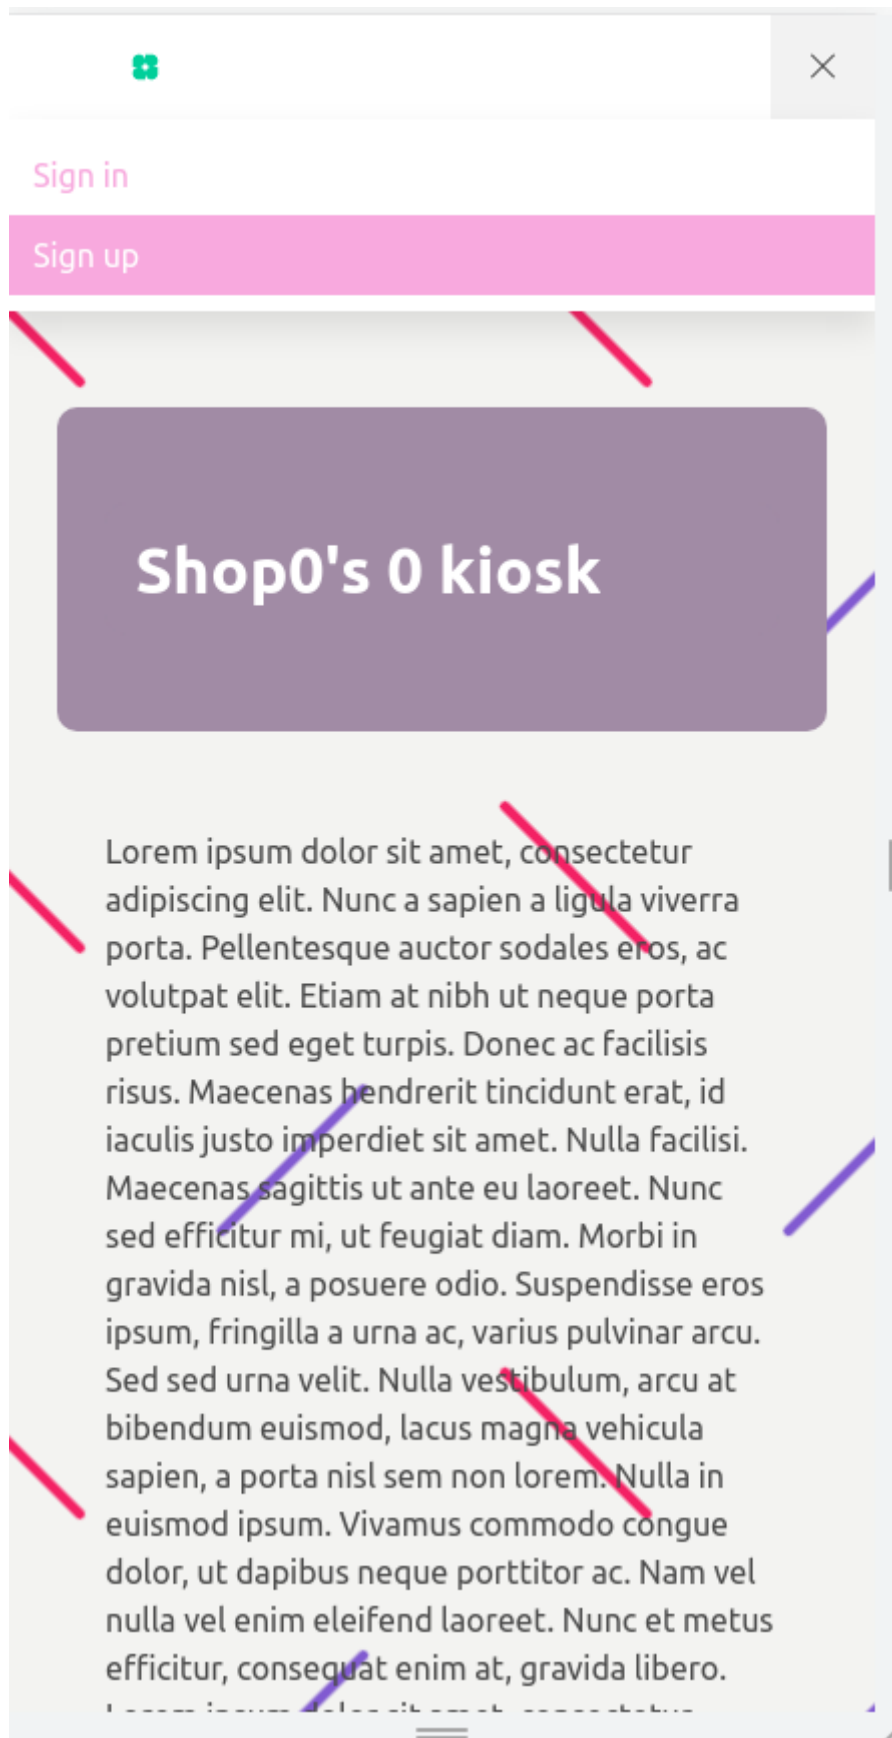 Sign in
Sign up
Shop0's 0 kiosk
Lorem ipsum dolor sit amet, consectetur
adipiscing elit. Nunc a sapien a ligula viverra
porta. Pellentesque auctor sodales eros, ac
volutpat elit. Etiam at nibh ut neque porta
pretium sed eget turpis. Donec ac facilisis
risus. Maecenas hendrerit tincidunt erat, id
iaculis justo imperdiet sit amet. Nulla facilisi.
Maecenas sagittis ut ante eu laoreet. Nunc
sed efficitur mi, ut feugiat diam. Morbi in
gravida nisl, a posuere odio. Suspendisse eros
ipsum, fringilla a urna ac, varius pulvinar arcu.
Sed sed urna velit. Nulla vestibulum, arcu at
bibendum euismod, lacus magna vehicula
sapien, a porta nisl sem non lorem. Nulla in
euismod ipsum. Vivamus commodo congue
dolor, ut dapibus neque porttitor ac. Nam vel
nulla vel enim eleifend laoreet. Nunc et metus
efficitur, consequat enim at, gravida libero.